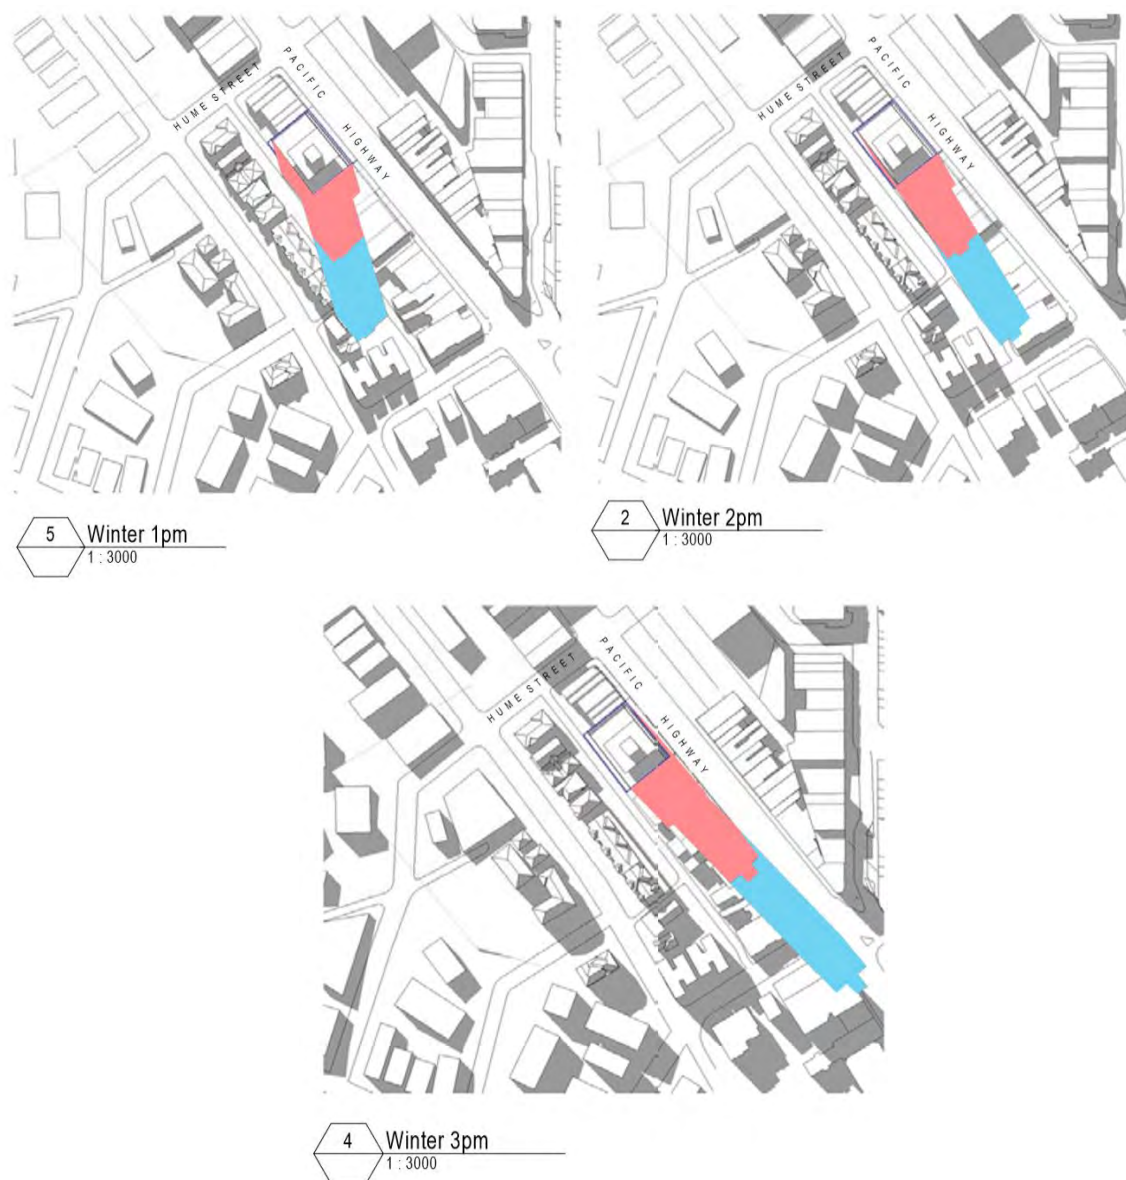 HUME STREET
PACIFIC
HIGHWAY
HUME STREET
PACIFIC
HIGHWAY
5 Winter 1pm
1 : 3000
2 Winter 2pm
1 : 3000
HUME STREET
PACIFIC
HIGHWAY
4 Winter 3pm
1 : 3000